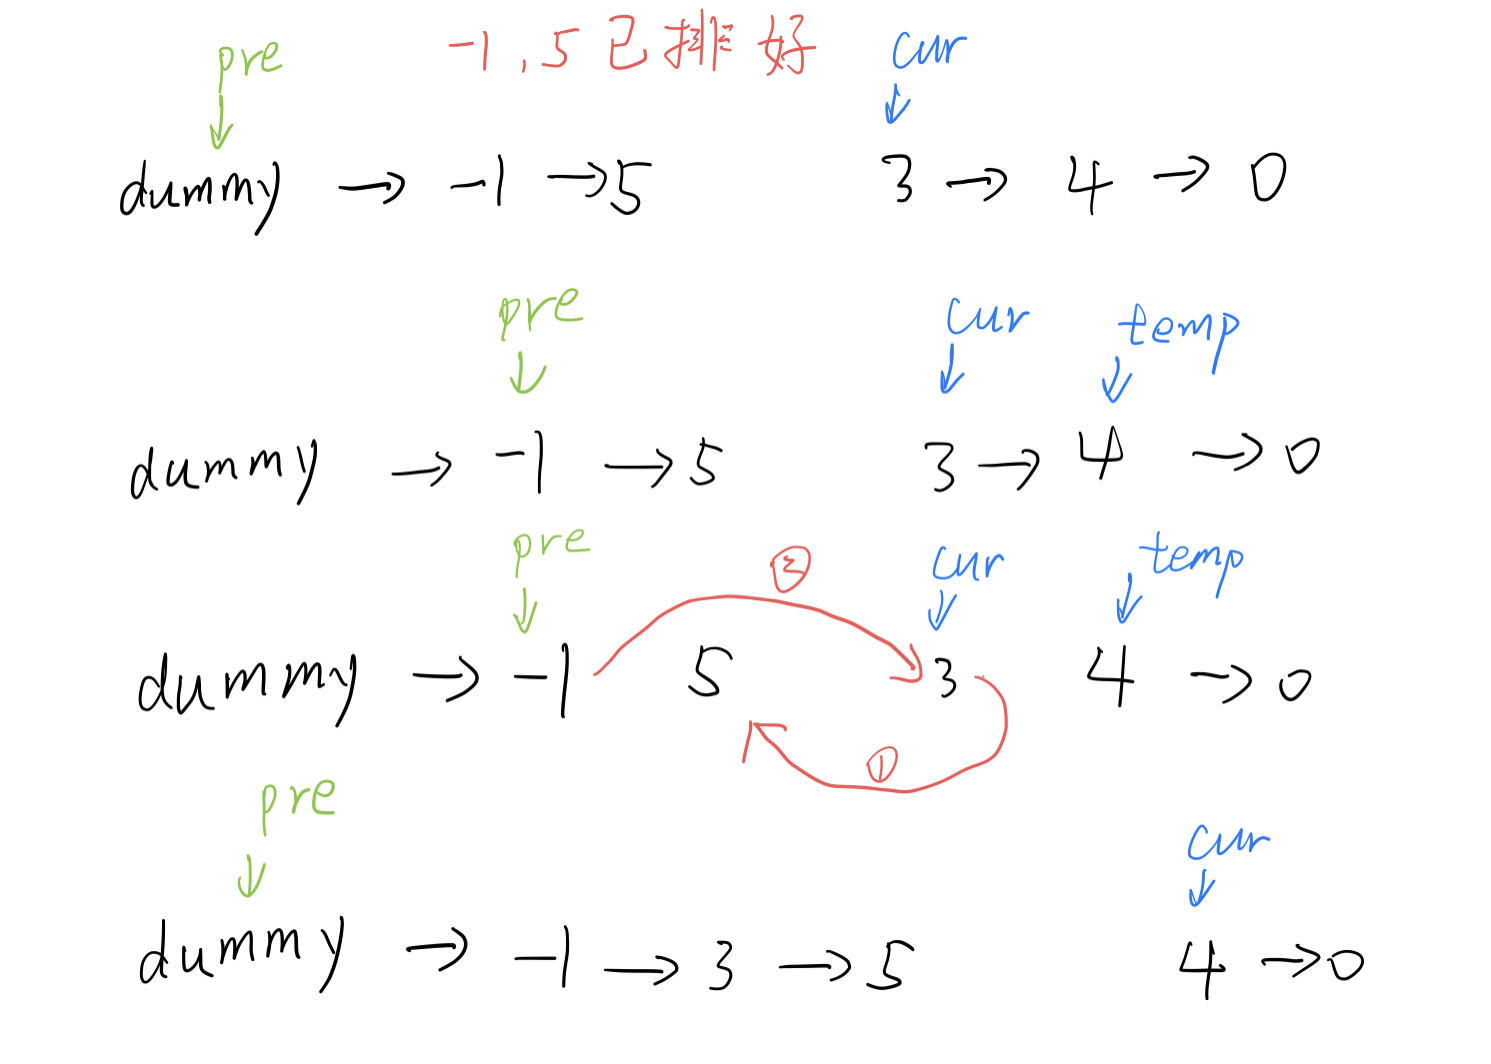 pre -1,5已排好 cur
dummy → -1 → 5 3 → 4 → 0
pre cur temp
dummy → -1 → 5 3 → 4 → 0
pre ② cur temp
dummy → -1 5 3 4 → 0
①
pre cur
dummy → -1 → 3 → 5 4 → 0